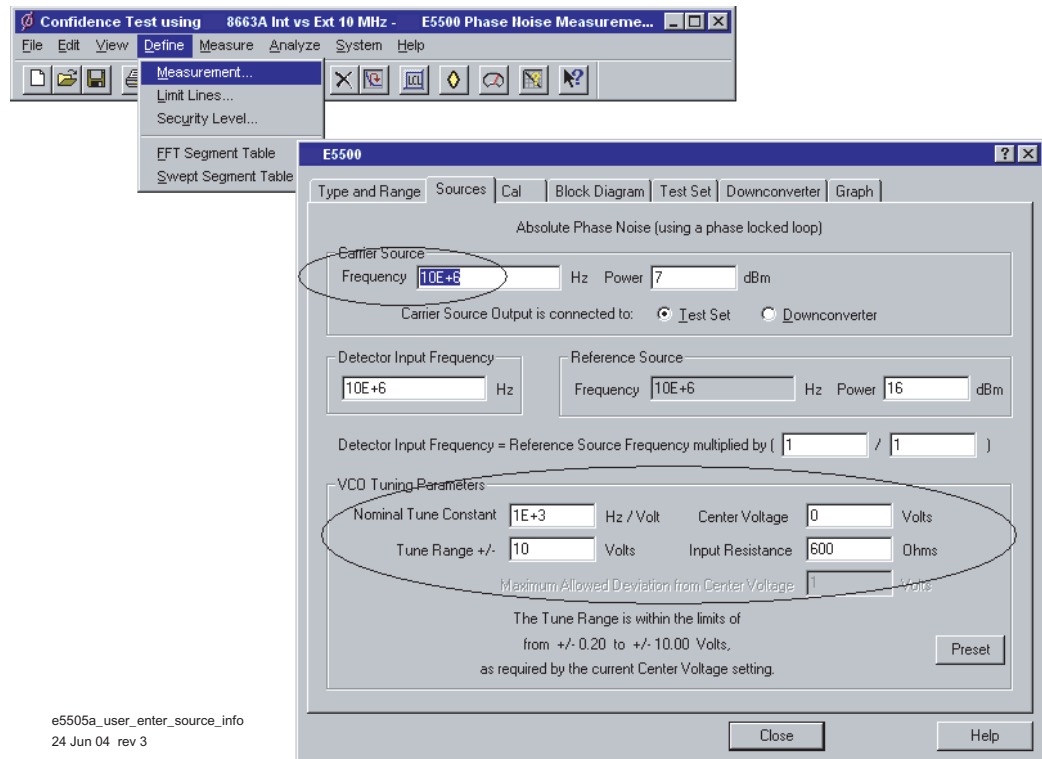 Confidence Test using 8663A Int vs Ext 10 MHz - E5500 Phase Noise Measureme...
File Edit View Define Measure Analyze System Help
Measurement...
Limit Lines...
Security Level...
FFT Segment Table
Swept Segment Table
E5500
Type and Range Sources Cal Block Diagram Test Set Downconverter Graph
Absolute Phase Noise (using a phase locked loop)
Carrier Source
Frequency 10E+6 Hz Power 7 dBm
Carrier Source Output is connected to: Test Set Downconverter
Detector Input Frequency
10E+6 Hz
Reference Source
Frequency 10E+6 Hz Power 16 dBm
Detector Input Frequency = Reference Source Frequency multiplied by ( 1 / 1 )
VCO Tuning Parameters
Nominal Tune Constant 1E+3 Hz / Volt Center Voltage 0 Volts
Tune Range +/- 10 Volts Input Resistance 600 Ohms
Maximum Allowed Deviation from Center Voltage 1 Volts
The Tune Range is within the limits of
from +/- 0.20 to +/- 10.00 Volts,
as required by the current Center Voltage setting.
Preset
Close Help
e5505a_user_enter_source_info
24 Jun 04 rev 3